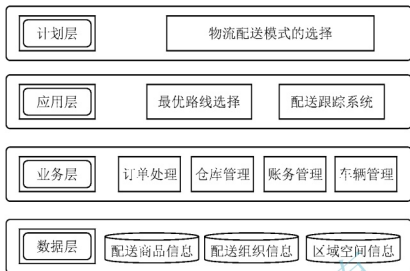 计划层
物流配送模式的选择
应用层
最优路线选择
配送跟踪系统
业务层
订单处理
仓库管理
账务管理
车辆管理
数据层
配送商品信息
配送组织信息
区域空间信息